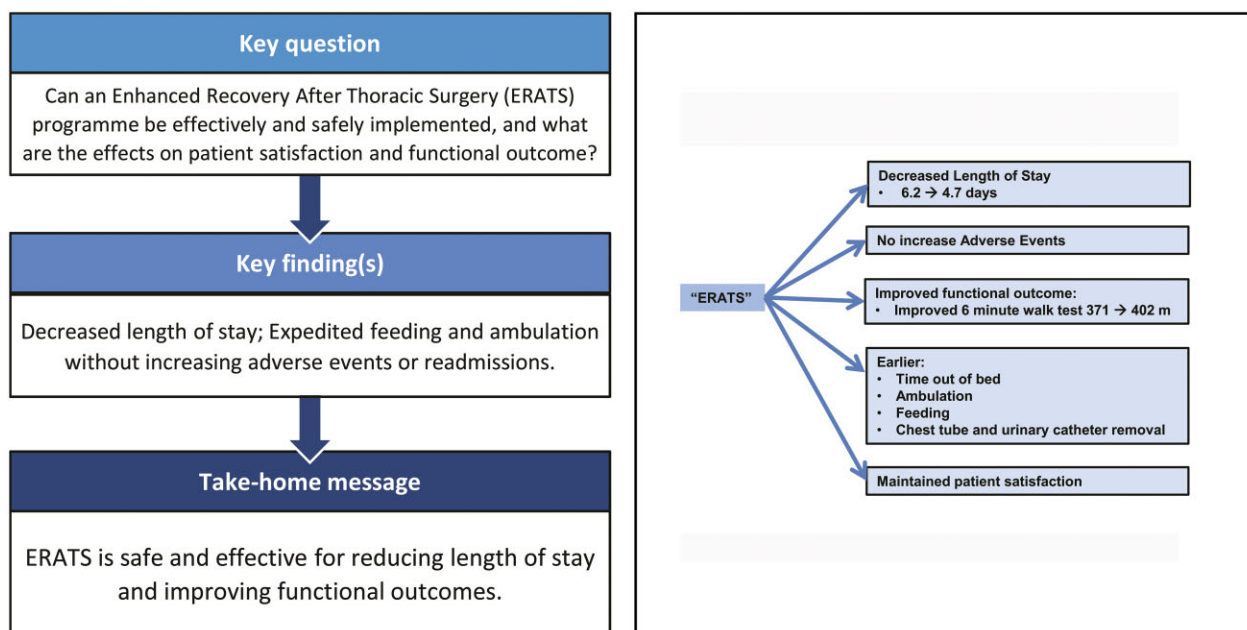 Key question
Can an Enhanced Recovery After Thoracic Surgery (ERATS)
programme be effectively and safely implemented, and what
are the effects on patient satisfaction and functional outcome?
Key finding(s)
Decreased length of stay; Expedited feeding and ambulation
without increasing adverse events or readmissions.
Take-home message
ERATS is safe and effective for reducing length of stay
and improving functional outcomes.
“ERATS”
Decreased Length of Stay
• 6.2 → 4.7 days
No increase Adverse Events
Improved functional outcome:
• Improved 6 minute walk test 371 → 402 m
Earlier:
• Time out of bed
• Ambulation
• Feeding
• Chest tube and urinary catheter removal
Maintained patient satisfaction